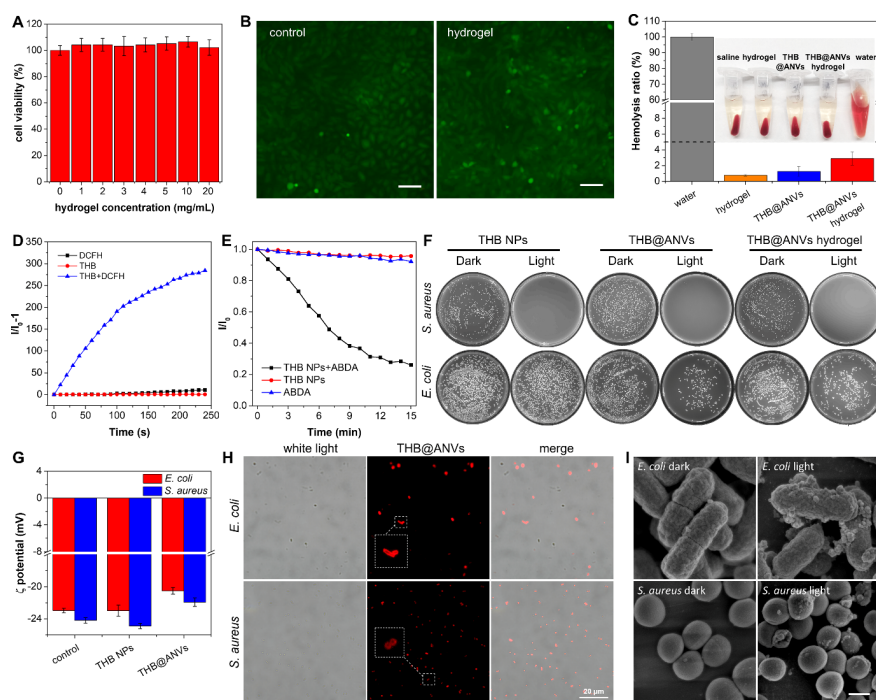 A
cell viability (%)
120
100
80
60
40
20
0
0 1 2 3 4 5 10 20
hydrogel concentration (mg/mL)
B
control
hydrogel
C
Hemolysis ratio (%)
100
90
80
70
60
8
6
5
4
2
0
saline hydrogel THB @ANVs THB@ANVs hydrogel water
water
hydrogel
THB@ANVs
THB@ANVs
hydrogel
D
I/I0-1
350
300
250
200
150
100
50
0
DCFH
THB
THB+DCFH
0 50 100 150 200 250
Time (s)
E
I/I0
1.0
0.8
0.6
0.4
0.2
0.0
THB NPs+ABDA
THB NPs
ABDA
0 3 6 9 12 15
Time (min)
F
THB NPs
THB@ANVs
THB@ANVs hydrogel
Dark Light Dark Light Dark Light
S. aureus
E. coli
G
ζ potential (mV)
4
0
-4
-8
-20
-24
E. coli
S. aureus
control
THB NPs
THB@ANVs
H
white light
THB@ANVs
merge
E. coli
S. aureus
20 μm
I
E. coli dark
E. coli light
S. aureus dark
S. aureus light